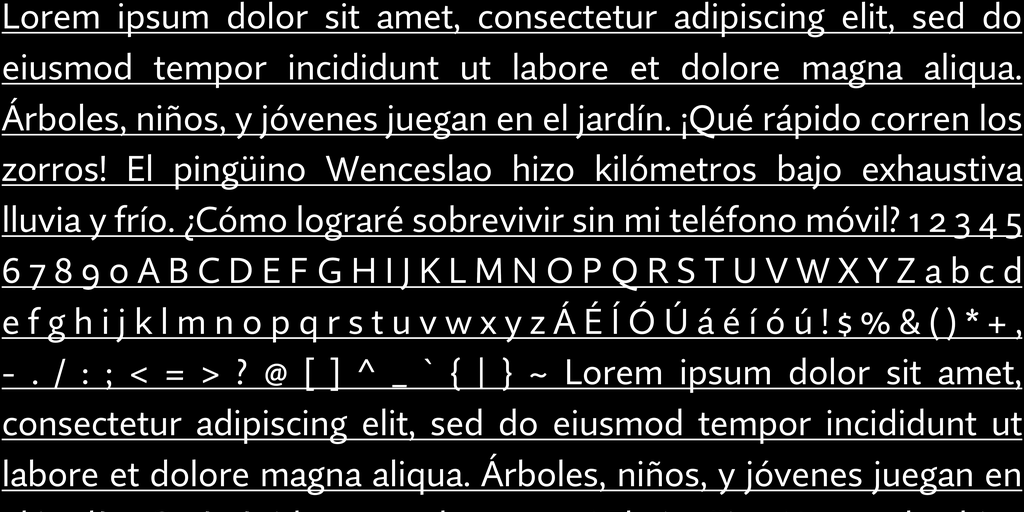 Lorem ipsum dolor sit amet, consectetur adipiscing elit, sed do
eiusmod tempor incididunt ut labore et dolore magna aliqua.
Árboles, niños, y jóvenes juegan en el jardín. ¡Qué rápido corren los
zorros! El pingüino Wenceslao hizo kilómetros bajo exhaustiva
lluvia y frío. ¿Cómo lograré sobrevivir sin mi teléfono móvil? 1 2 3 4 5
6 7 8 9 0 A B C D E F G H I J K L M N O P Q R S T U V W X Y Z a b c d
e f g h i j k l m n o p q r s t u v w x y z Á É Í Ó Ú á é í ó ú ! $ % & ( ) * + ,
- . / : ; < = > ? @ [ ] ^ _ ` { | } ~ Lorem ipsum dolor sit amet,
consectetur adipiscing elit, sed do eiusmod tempor incididunt ut
labore et dolore magna aliqua. Árboles, niños, y jóvenes juegan en